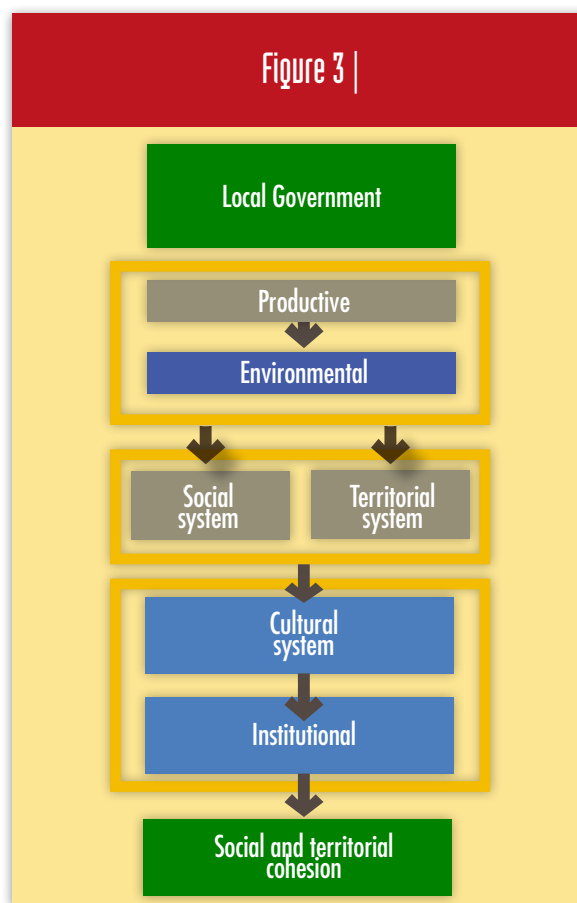 Figure 3 |
Local Government
Productive
Environmental
Social
system
Territorial
system
Cultural
system
Institutional
Social and territorial
cohesion